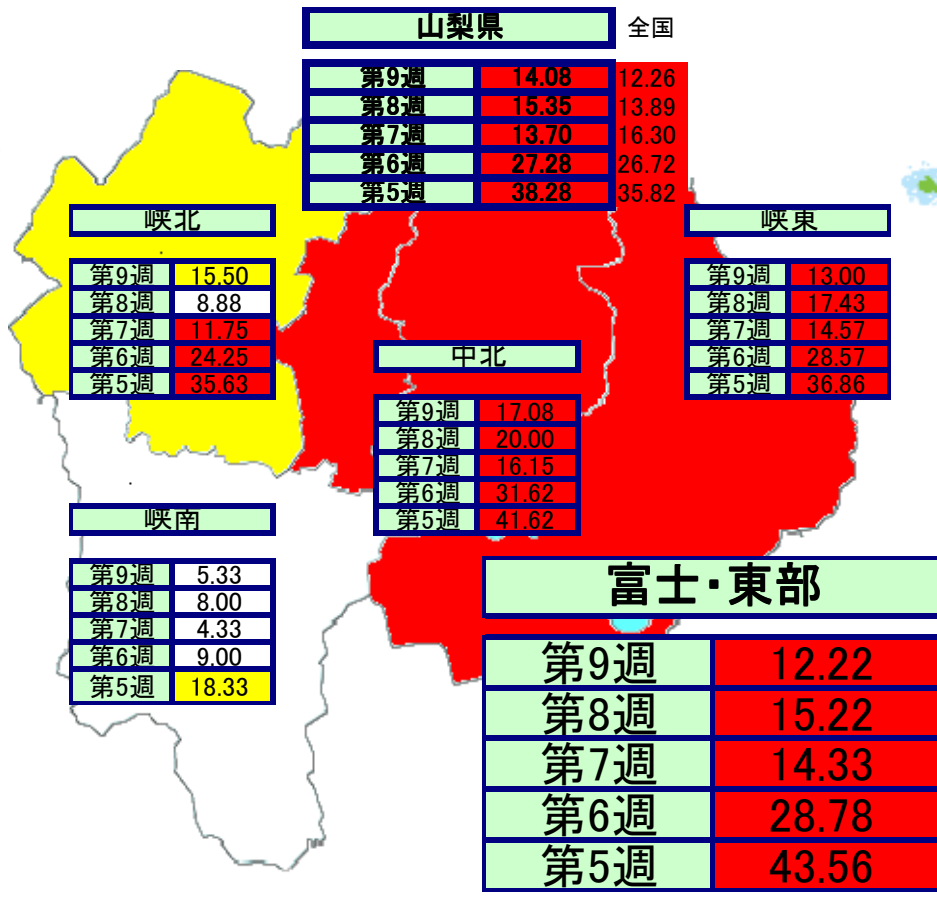 山梨県 全国
第9週 14.08 12.26
第8週 15.35 13.89
第7週 13.70 16.30
第6週 27.28 26.72
第5週 38.28 35.82
峡北
第9週 15.50
第8週 8.88
第7週 11.75
第6週 24.25
第5週 35.63
峡東
第9週 13.00
第8週 17.43
第7週 14.57
第6週 28.57
第5週 36.86
中北
第9週 17.08
第8週 20.00
第7週 16.15
第6週 31.62
第5週 41.62
峡南
第9週 5.33
第8週 8.00
第7週 4.33
第6週 9.00
第5週 18.33
富士・東部
第9週 12.22
第8週 15.22
第7週 14.33
第6週 28.78
第5週 43.56